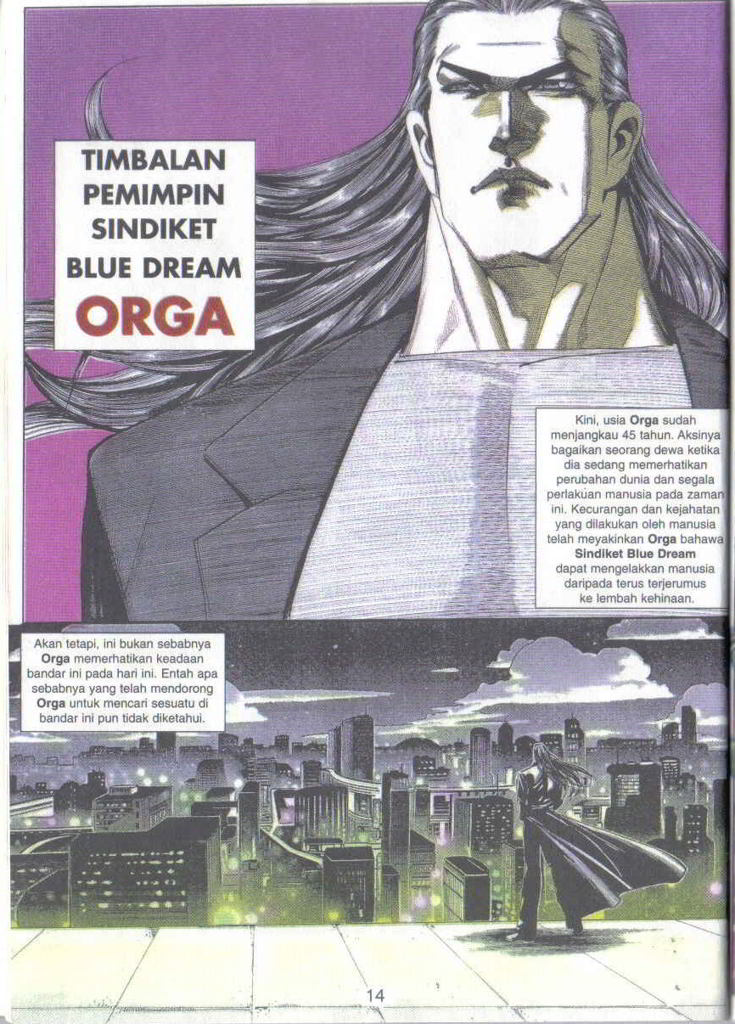 TIMBALAN
PEMIMPIN
SINDIKET
BLUE DREAM
ORGA
Kini, usia Orga sudah
menjangkau 45 tahun. Aksinya
bagaikan seorang dewa ketika
dia sedang memerhatikan
perubahan dunia dan segala
perlakuan manusia pada zaman
ini. Kecurangan dan kejahatan
yang dilakukan oleh manusia
telah meyakinkan Orga bahawa
Sindiket Blue Dream
dapat mengelakkan manusia
daripada terus terjerumus
ke lembah kehinaan.
Akan tetapi, ini bukan sebabnya
Orga memerhatikan keadaan
bandar ini pada hari ini. Entah apa
sebabnya yang telah mendorong
Orga untuk mencari sesuatu di
bandar ini pun tidak diketahui.
14